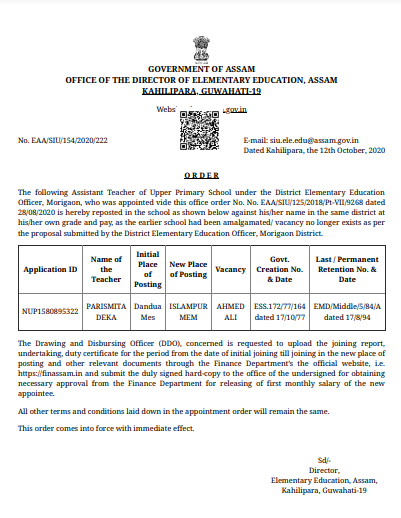 GOVERNMENT OF ASSAM
OFFICE OF THE DIRECTOR OF ELEMENTARY EDUCATION, ASSAM
KAHILIPARA, GUWAHATI-19
Webs .gov.in
No. EAA/SIU/154/2020/222
E-mail: siu.ele.edu@assam.gov.in
Dated Kahilipara, the 12th October, 2020
O R D E R
The following Assistant Teacher of Upper Primary School under the District Elementary Education
Officer, Morigaon, who was appointed vide this office order No. No. EAA/SIU/125/2018/Pt-VII/9268 dated
28/08/2020 is hereby reposted in the school as shown below against his/her name in the same district at
his/her own grade and pay, as the earlier school had been amalgamated/ vacancy no longer exists as per
the proposal submitted by the District Elementary Education Officer, Morigaon District.
Application ID
Name of the Teacher
Initial Place of Posting
New Place of Posting
Vacancy
Govt. Creation No. & Date
Last / Permanent Retention No. & Date
NUP1580895322
PARISMITA DEKA
Dandua Mes
ISLAMPUR MEM
AHMED ALI
ESS.172/77/164 dated 17/10/77
EMD/Middle/5/84/A dated 17/8/94
The Drawing and Disbursing Officer (DDO), concerned is requested to upload the joining report,
undertaking, duty certificate for the period from the date of initial joining till joining in the new place of
posting and other relevant documents through the Finance Department's the official website, i.e.
https://finassam.in and submit the duly signed hard-copy to the office of the undersigned for obtaining
necessary approval from the Finance Department for releasing of first monthly salary of the new
appointee.
All other terms and conditions laid down in the appointment order will remain the same.
This order comes into force with immediate effect.
Sd/-
Director,
Elementary Education, Assam,
Kahilipara, Guwahati-19